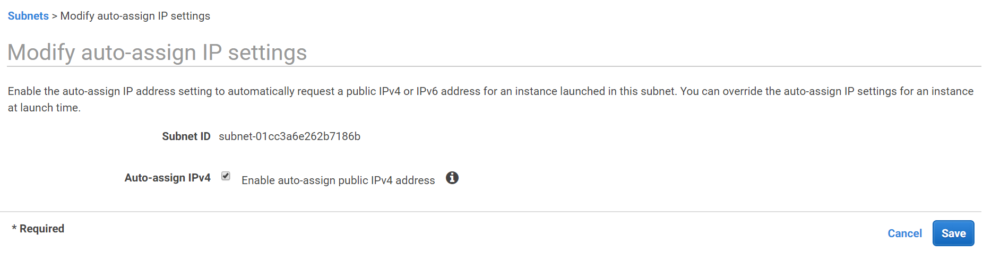 Subnets > Modify auto-assign IP settings
Modify auto-assign IP settings
Enable the auto-assign IP address setting to automatically request a public IPv4 or IPv6 address for an instance launched in this subnet. You can override the auto-assign IP settings for an instance
at launch time.
Subnet ID subnet-01cc3a6e262b7186b
Auto-assign IPv4 Enable auto-assign public IPv4 address
* Required
Cancel Save